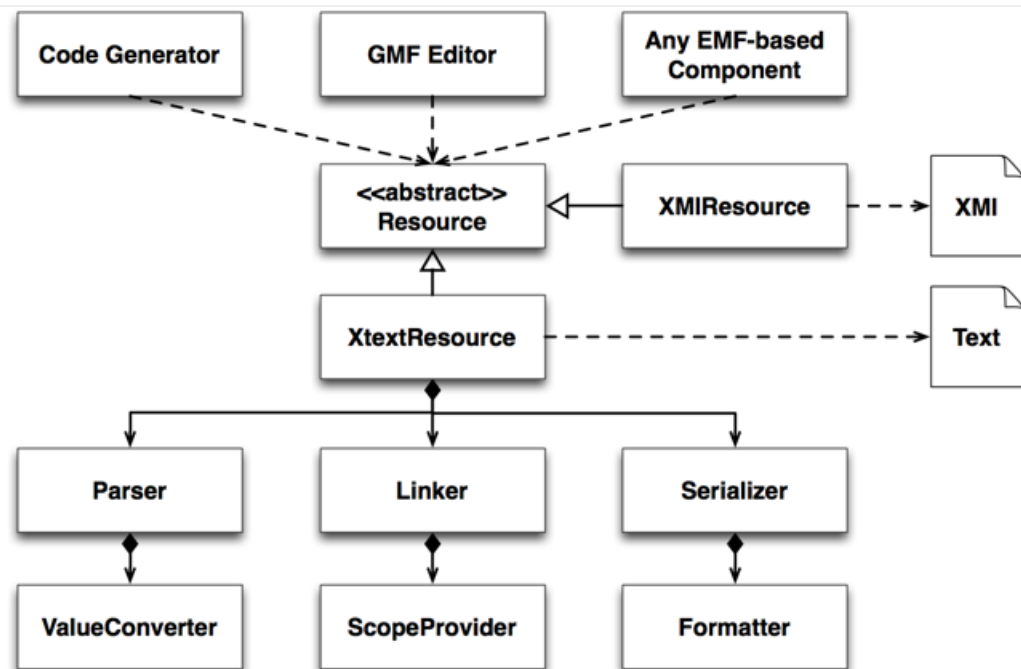 Code Generator
GMF Editor
Any EMF-based
Component
<<abstract>>
Resource
XMIResource
XMI
XtextResource
Text
Parser
Linker
Serializer
ValueConverter
ScopeProvider
Formatter